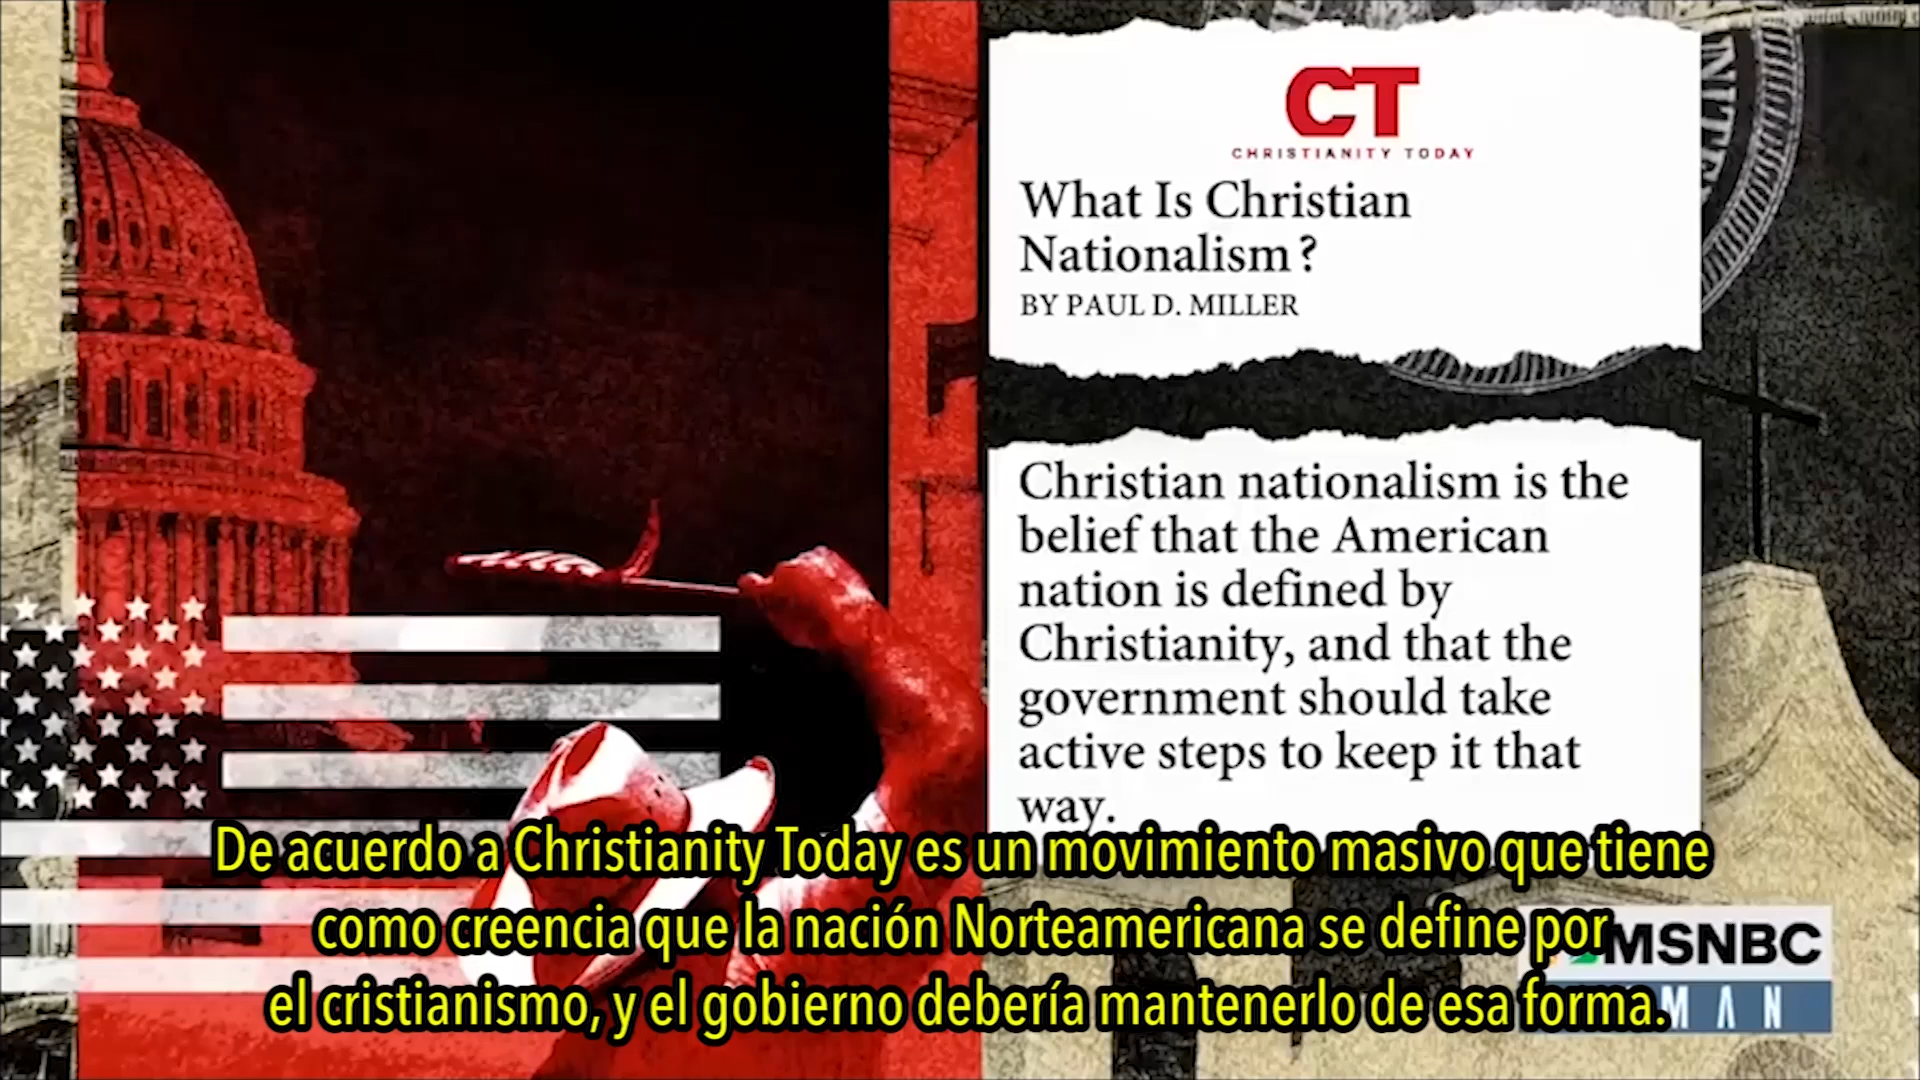 CT
CHRISTIANITY TODAY
What Is Christian
Nationalism?
BY PAUL D. MILLER
Christian nationalism is the
belief that the American
nation is defined by
Christianity, and that the
government should take
active steps to keep it that
way.
De acuerdo a Christianity Today es un movimiento masivo que tiene
como creencia que la nación Norteamericana se define por
el cristianismo, y el gobierno debería mantenerlo de esa forma.
MSNBC